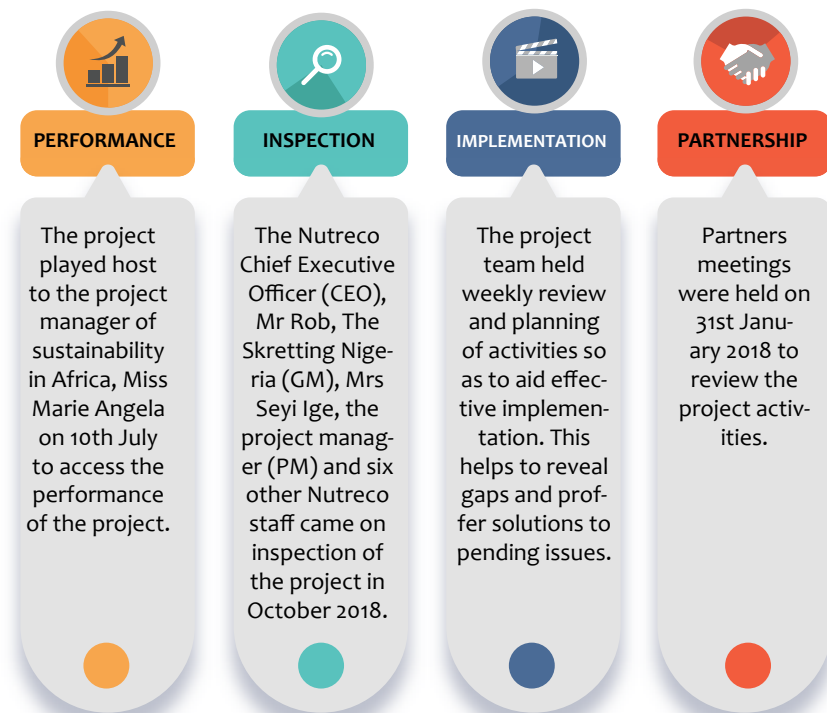 PERFORMANCE
The project
played host
to the project
manager of
sustainability
in Africa, Miss
Marie Angela
on 10th July
to access the
performance
of the project.
INSPECTION
The Nutreco
Chief Executive
Officer (CEO),
Mr Rob, The
Skretting Nige-
ria (GM), Mrs
Seyi Ige, the
project manag-
er (PM) and six
other Nutreco
staff came on
inspection of
the project in
October 2018.
IMPLEMENTATION
The project
team held
weekly review
and planning
of activities so
as to aid effec-
tive implemen-
tation. This
helps to reveal
gaps and prof-
fer solutions to
pending issues.
PARTNERSHIP
Partners
meetings
were held on
31st Janu-
ary 2018 to
review the
project activ-
ities.